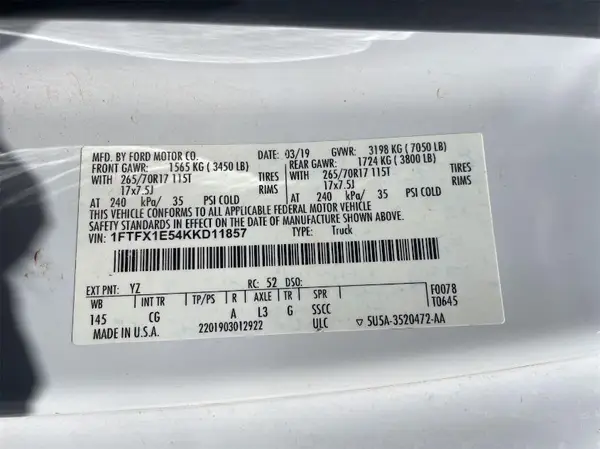 MFD. BY FORD MOTOR CO. DATE: 03/19 GVWR: 3198 KG ( 7050 LB)
FRONT GAWR: 1565 KG ( 3450 LB) REAR GAWR: 1724 KG ( 3800 LB)
WITH 265/70R17 115T TIRES WITH 265/70R17 115T TIRES
17x7.5J RIMS 17x7.5J RIMS
AT 240 kPa/ 35 PSI COLD AT 240 kPa/ 35 PSI COLD
THIS VEHICLE CONFORMS TO ALL APPLICABLE FEDERAL MOTOR VEHICLE
SAFETY STANDARDS IN EFFECT ON THE DATE OF MANUFACTURE SHOWN ABOVE.
VIN: 1FTFX1E54KKD11857 TYPE: Truck
EXT PNT: YZ RC: 52 DSO: F0078
WB INT TR TP/PS R AXLE TR SPR T0645
145 CG A L3 G SSCC
MADE IN U.S.A. 2201903012922 ULC ▽ 5U5A-3520472-AA